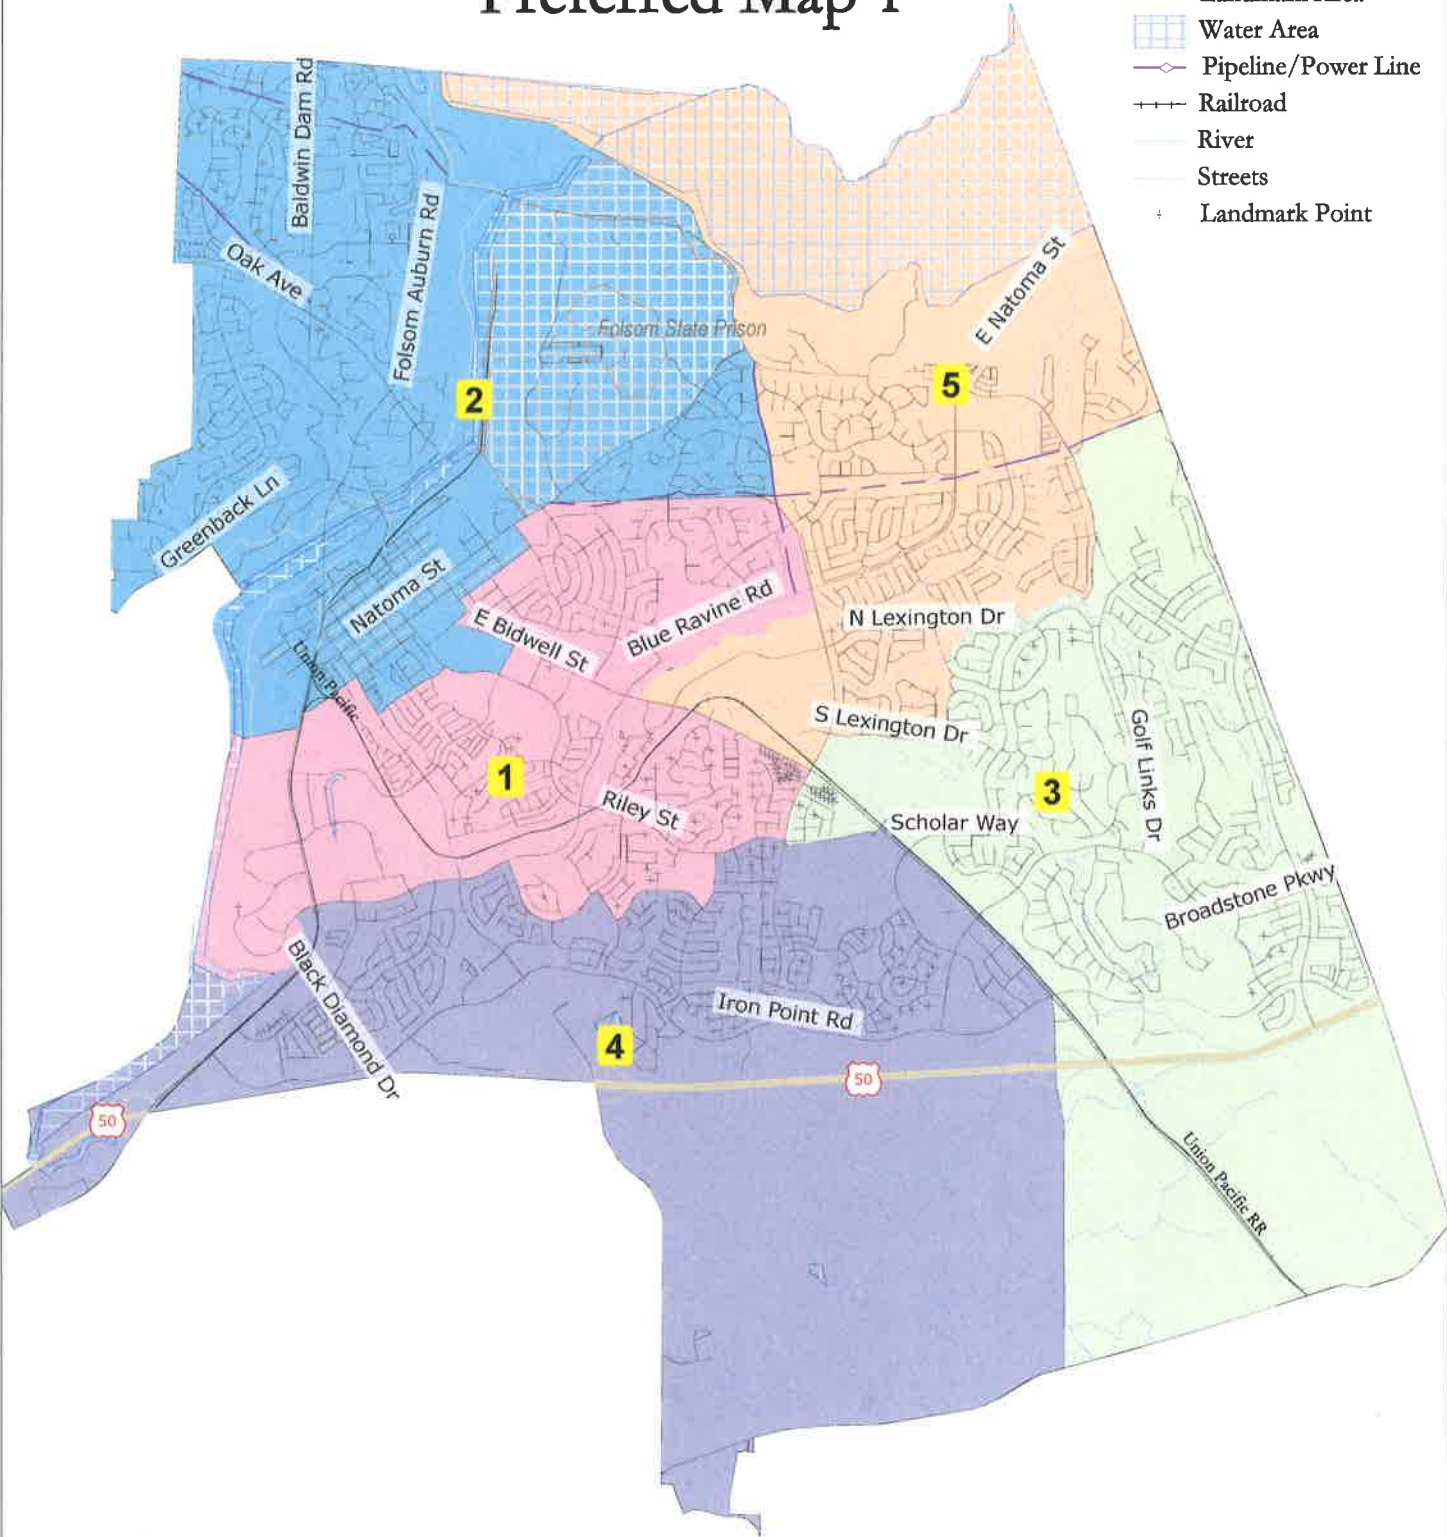 Preferred Map 1
Water Area
Pipeline/Power Line
Railroad
River
Streets
Landmark Point
Baldwin Dam Rd
Oak Ave
Folsom Auburn Rd
E Natoma St
Folsom State Prison
2
5
Greenback Ln
Natoma St
E Bidwell St
Blue Ravine Rd
N Lexington Dr
Union Pacific
S Lexington Dr
Golf Links Dr
1
3
Riley St
Scholar Way
Broadstone Pkwy
Black Diamond Dr
Iron Point Rd
4
50
50
Union Pacific RR